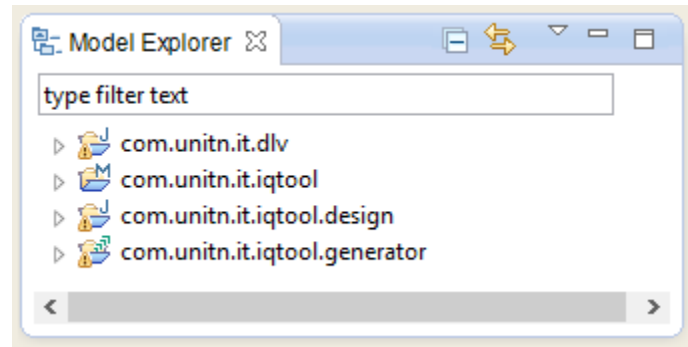 Model Explorer
type filter text
com.unitn.it.dlv
com.unitn.it.iqtool
com.unitn.it.iqtool.design
com.unitn.it.iqtool.generator